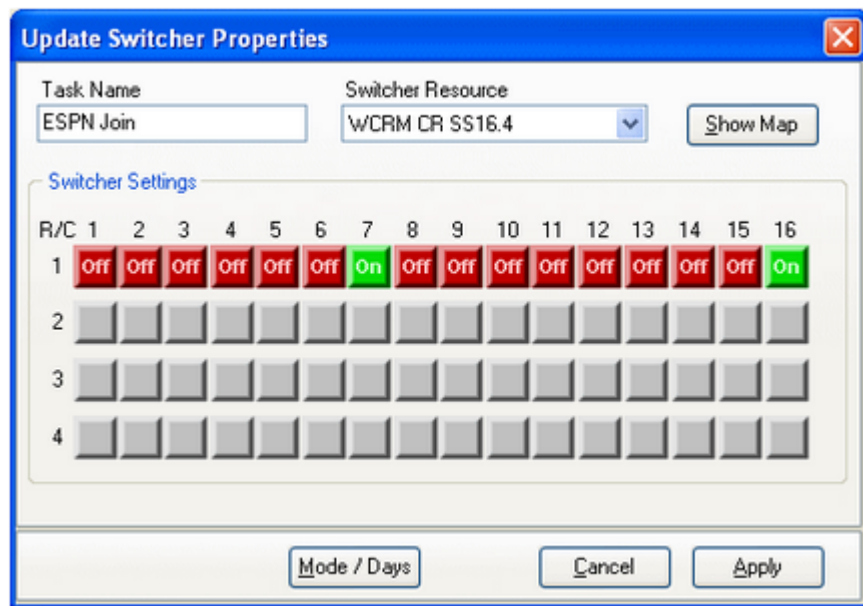 Update Switcher Properties
Task Name Switcher Resource
ESPN Join WCRM CR SS16.4 Show Map
Switcher Settings
R/C 1 2 3 4 5 6 7 8 9 10 11 12 13 14 15 16
1 Off Off Off Off Off Off On Off Off Off Off Off Off Off Off On
2
3
4
Mode / Days Cancel Apply